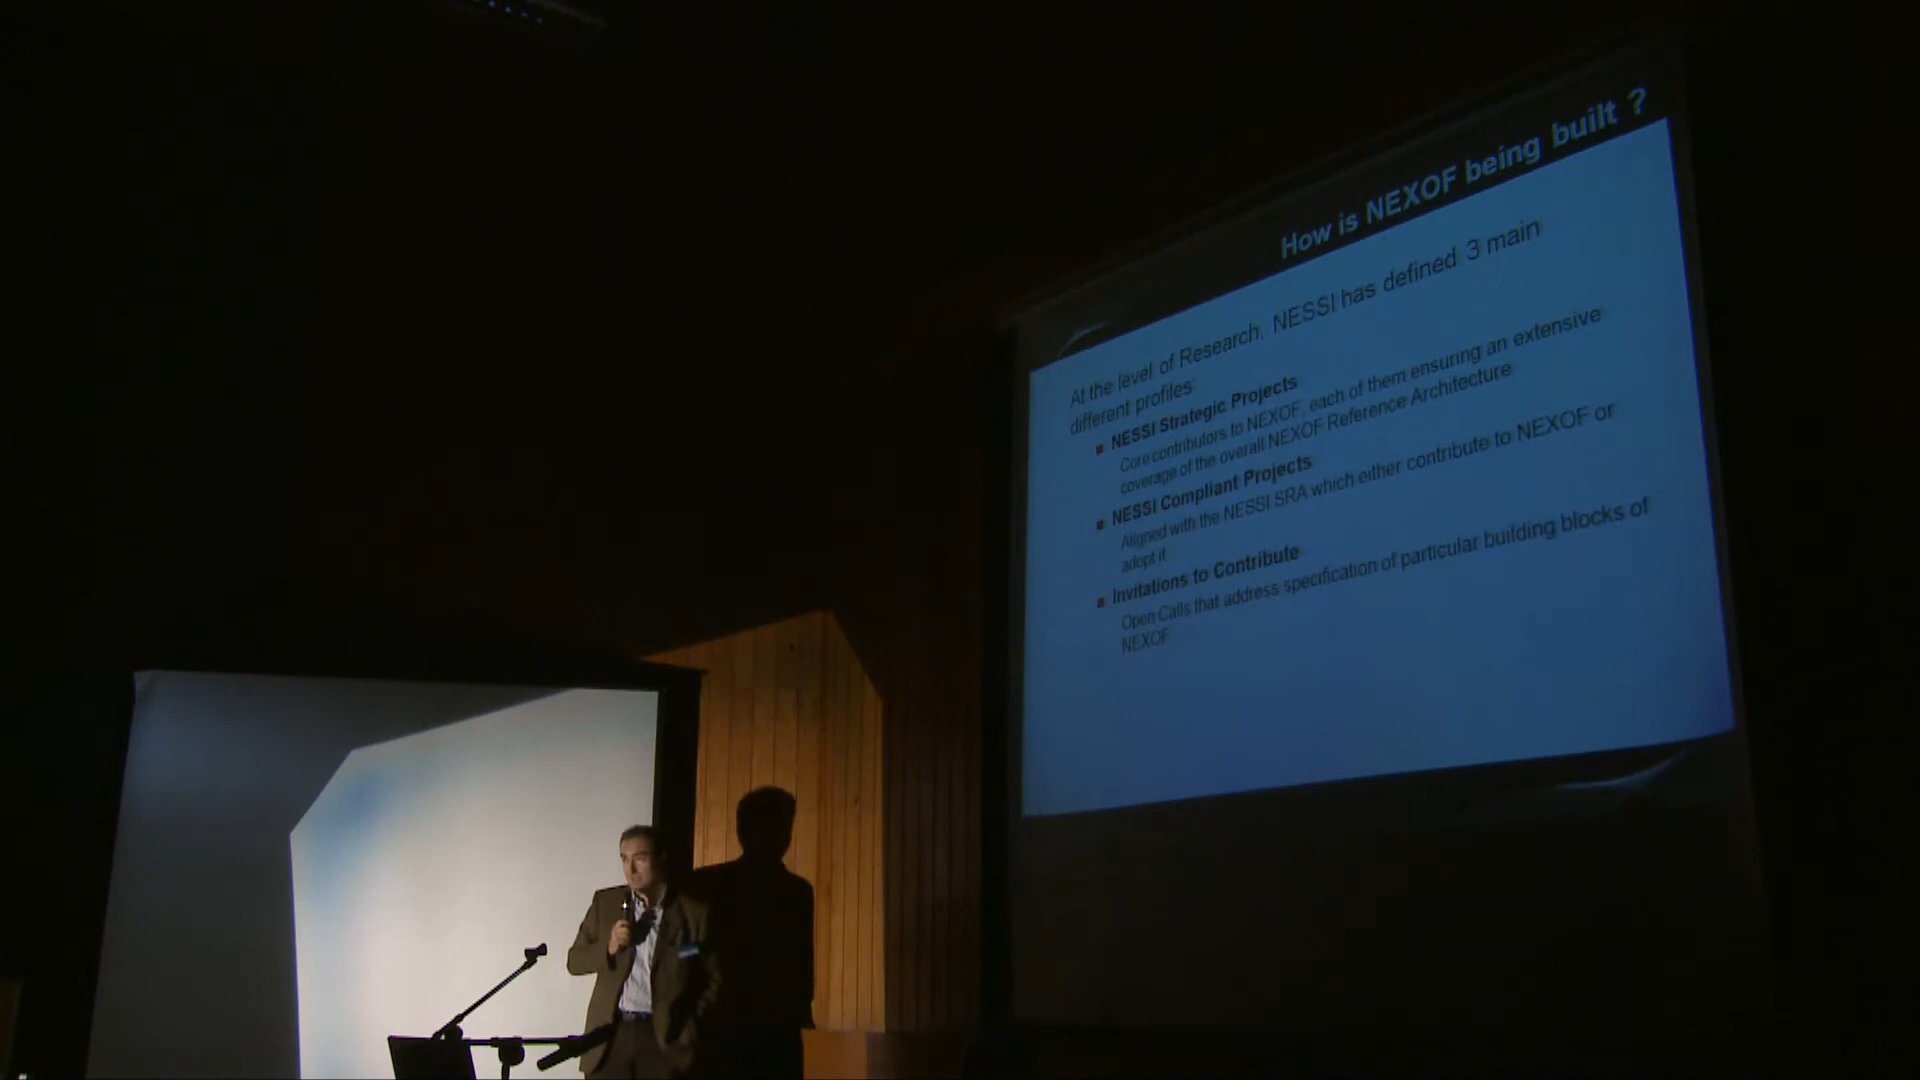 How is NEXOF being built ?
At the level of Research, NESSI has defined 3 main
different profiles:
NESSI Strategic Projects
Core contributors to NEXOF, each of them ensuring an extensive
coverage of the overall NEXOF Reference Architecture
NESSI Compliant Projects
Aligned with the NESSI SRA which either contribute to NEXOF or
adopt it
Invitations to Contribute
Open Calls that address specification of particular building blocks of
NEXOF